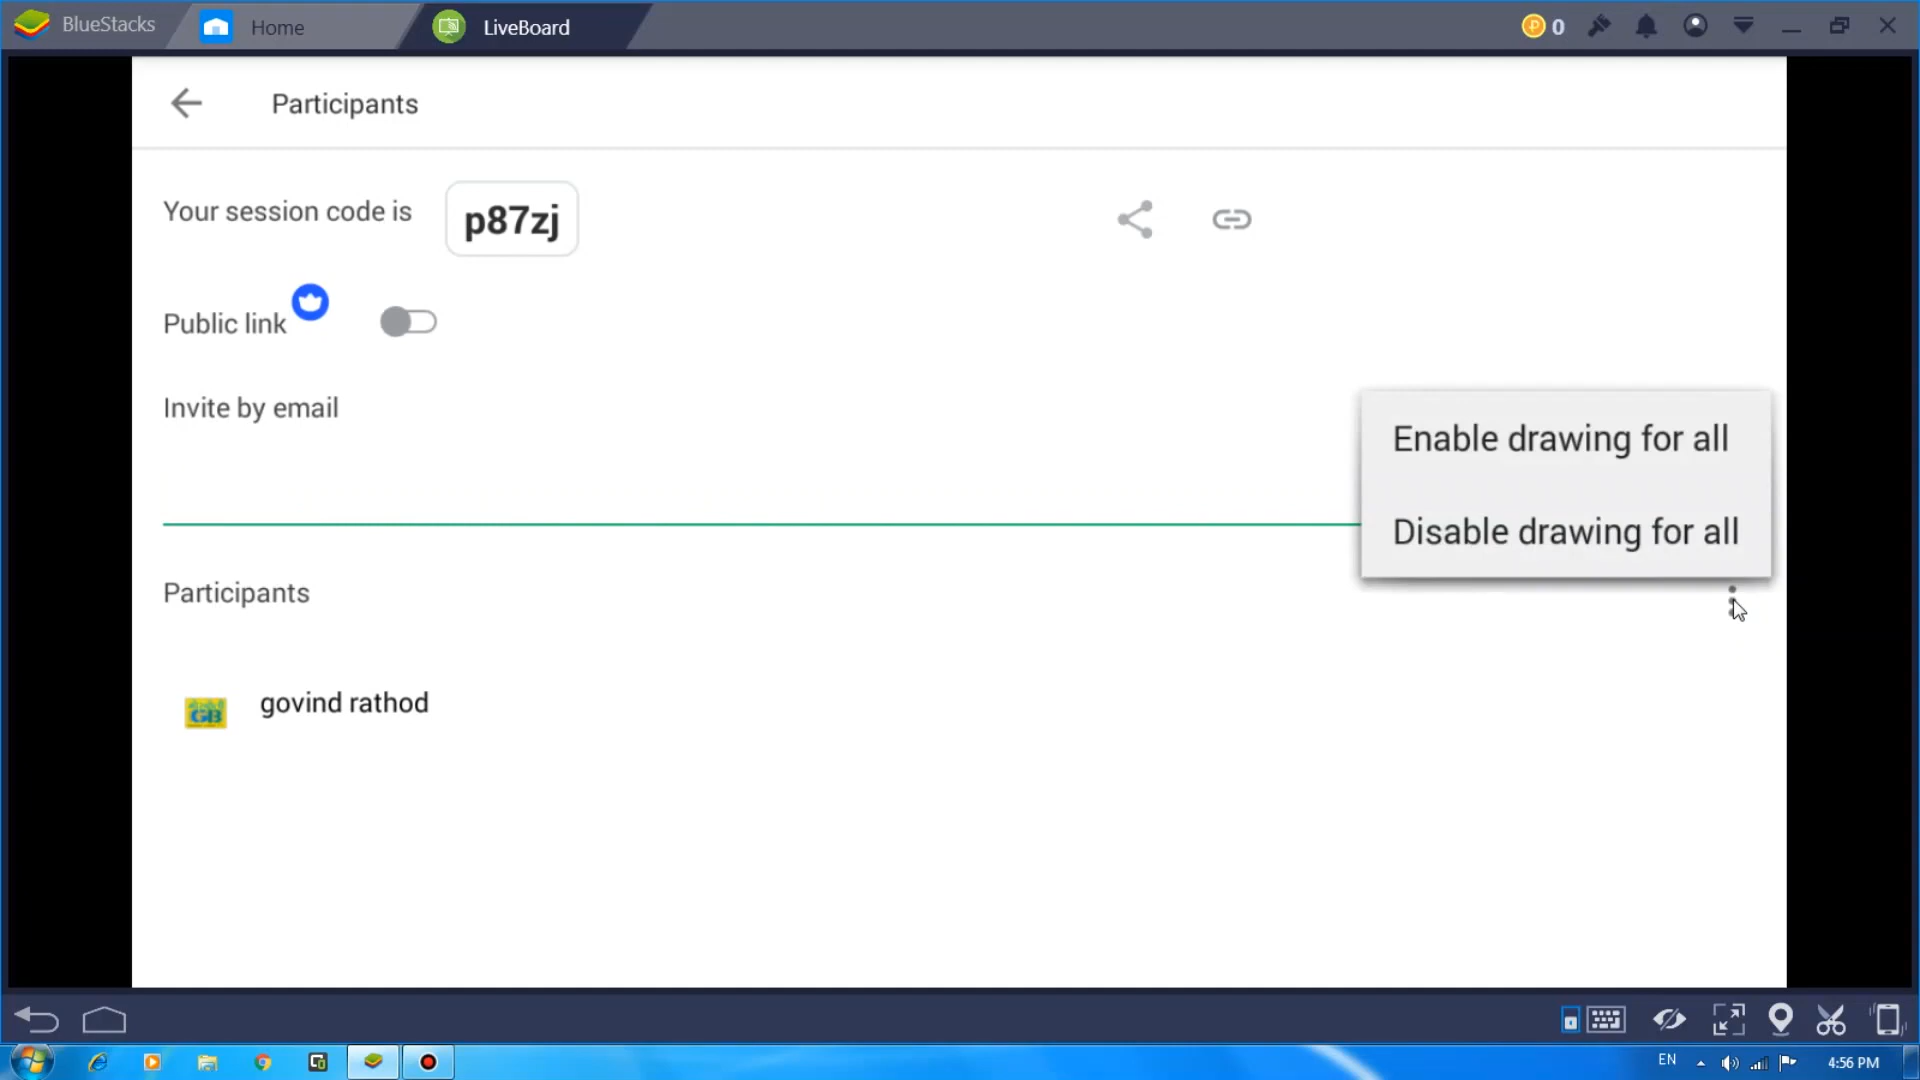 BlueStacks
Home
LiveBoard
0
Participants
Your session code is
p87zj
Public link
Invite by email
Enable drawing for all
Disable drawing for all
Participants
GB
govind rathod
EN
4:56 PM